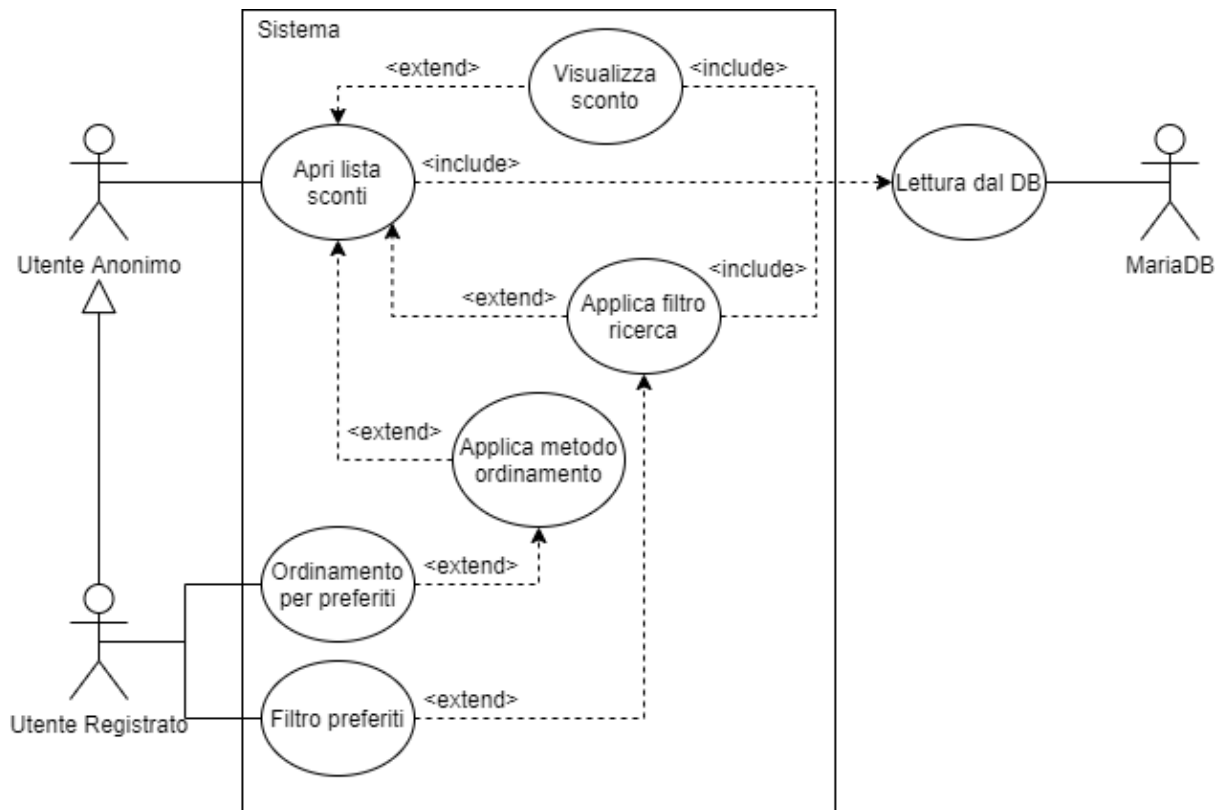 Sistema
<extend>
Visualizza
sconto
<include>
Apri lista
sconti
<include>
Lettura dal DB
Utente Anonimo
MariaDB
<include>
<extend>
Applica filtro
ricerca
<extend>
Applica metodo
ordinamento
Ordinamento
per preferiti
<extend>
Utente Registrato
Filtro preferiti
<extend>